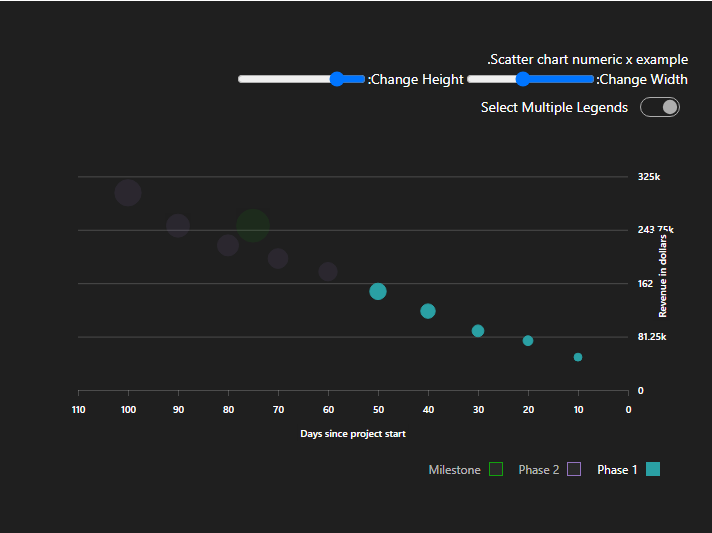 .Scatter chart numeric x example
:Change Height :Change Width
Select Multiple Legends
325k
243.75k
162
81.25k
0
Revenue in dollars
110 100 90 80 70 60 50 40 30 20 10 0
Days since project start
Milestone Phase 2 Phase 1